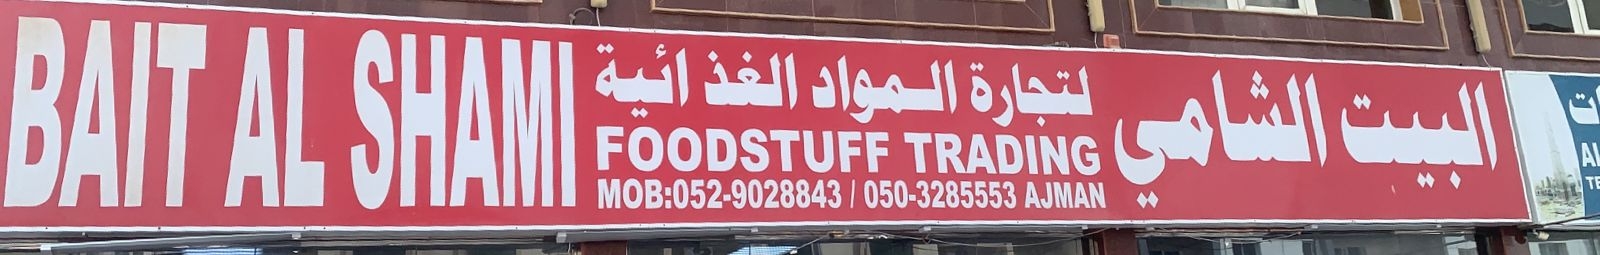 BAIT AL SHAMI
البيت الشامي
لتجارة المواد الغذائية
FOODSTUFF TRADING
MOB:052-9028843 / 050-3285553 AJMAN